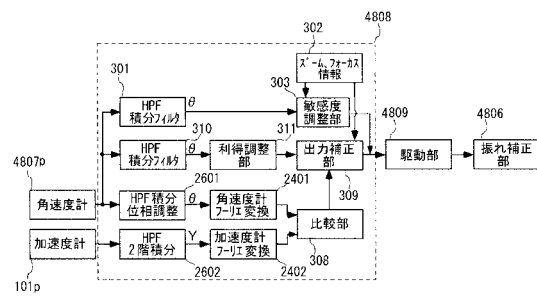 302
4808
ズーム、フォーカス
情報
301
303
HPF
積分フィルタ
θ
敏感度
調整部
310
311
4809
4806
HPF
積分フィルタ
利得調整
部
出力補正
部
駆動部
振れ補正
部
4807p
2601
2401
309
角速度計
HPF積分
位相調整
θ
角速度計
フーリエ変換
比較部
加速度計
HPF
2階積分
Y
加速度計
フーリエ変換
308
101p
2602
2402